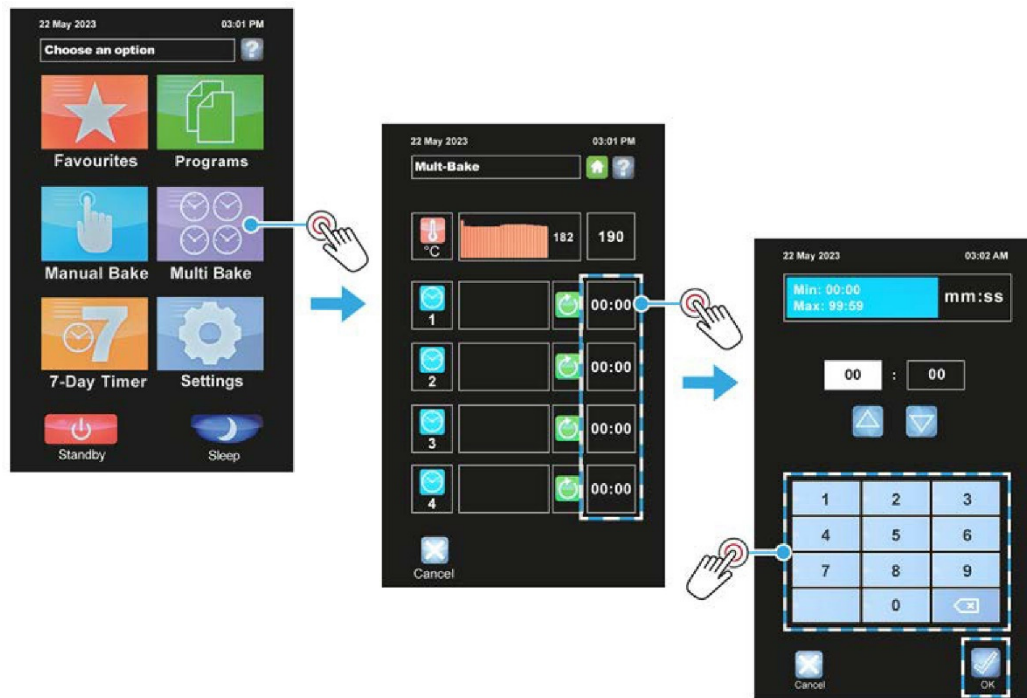 22 May 2023 03:01 PM
Choose an option ?
Favourites Programs
Manual Bake Multi Bake
7
7-Day Timer Settings
Standby Sleep
22 May 2023 03:01 PM
Mult-Bake ?
°C 182 190
1 00:00
2 00:00
3 00:00
4 00:00
Cancel
22 May 2023 03:02 AM
Min: 00:00
Max: 99:59
mm:ss
00 : 00
1 2 3
4 5 6
7 8 9
0
Cancel OK